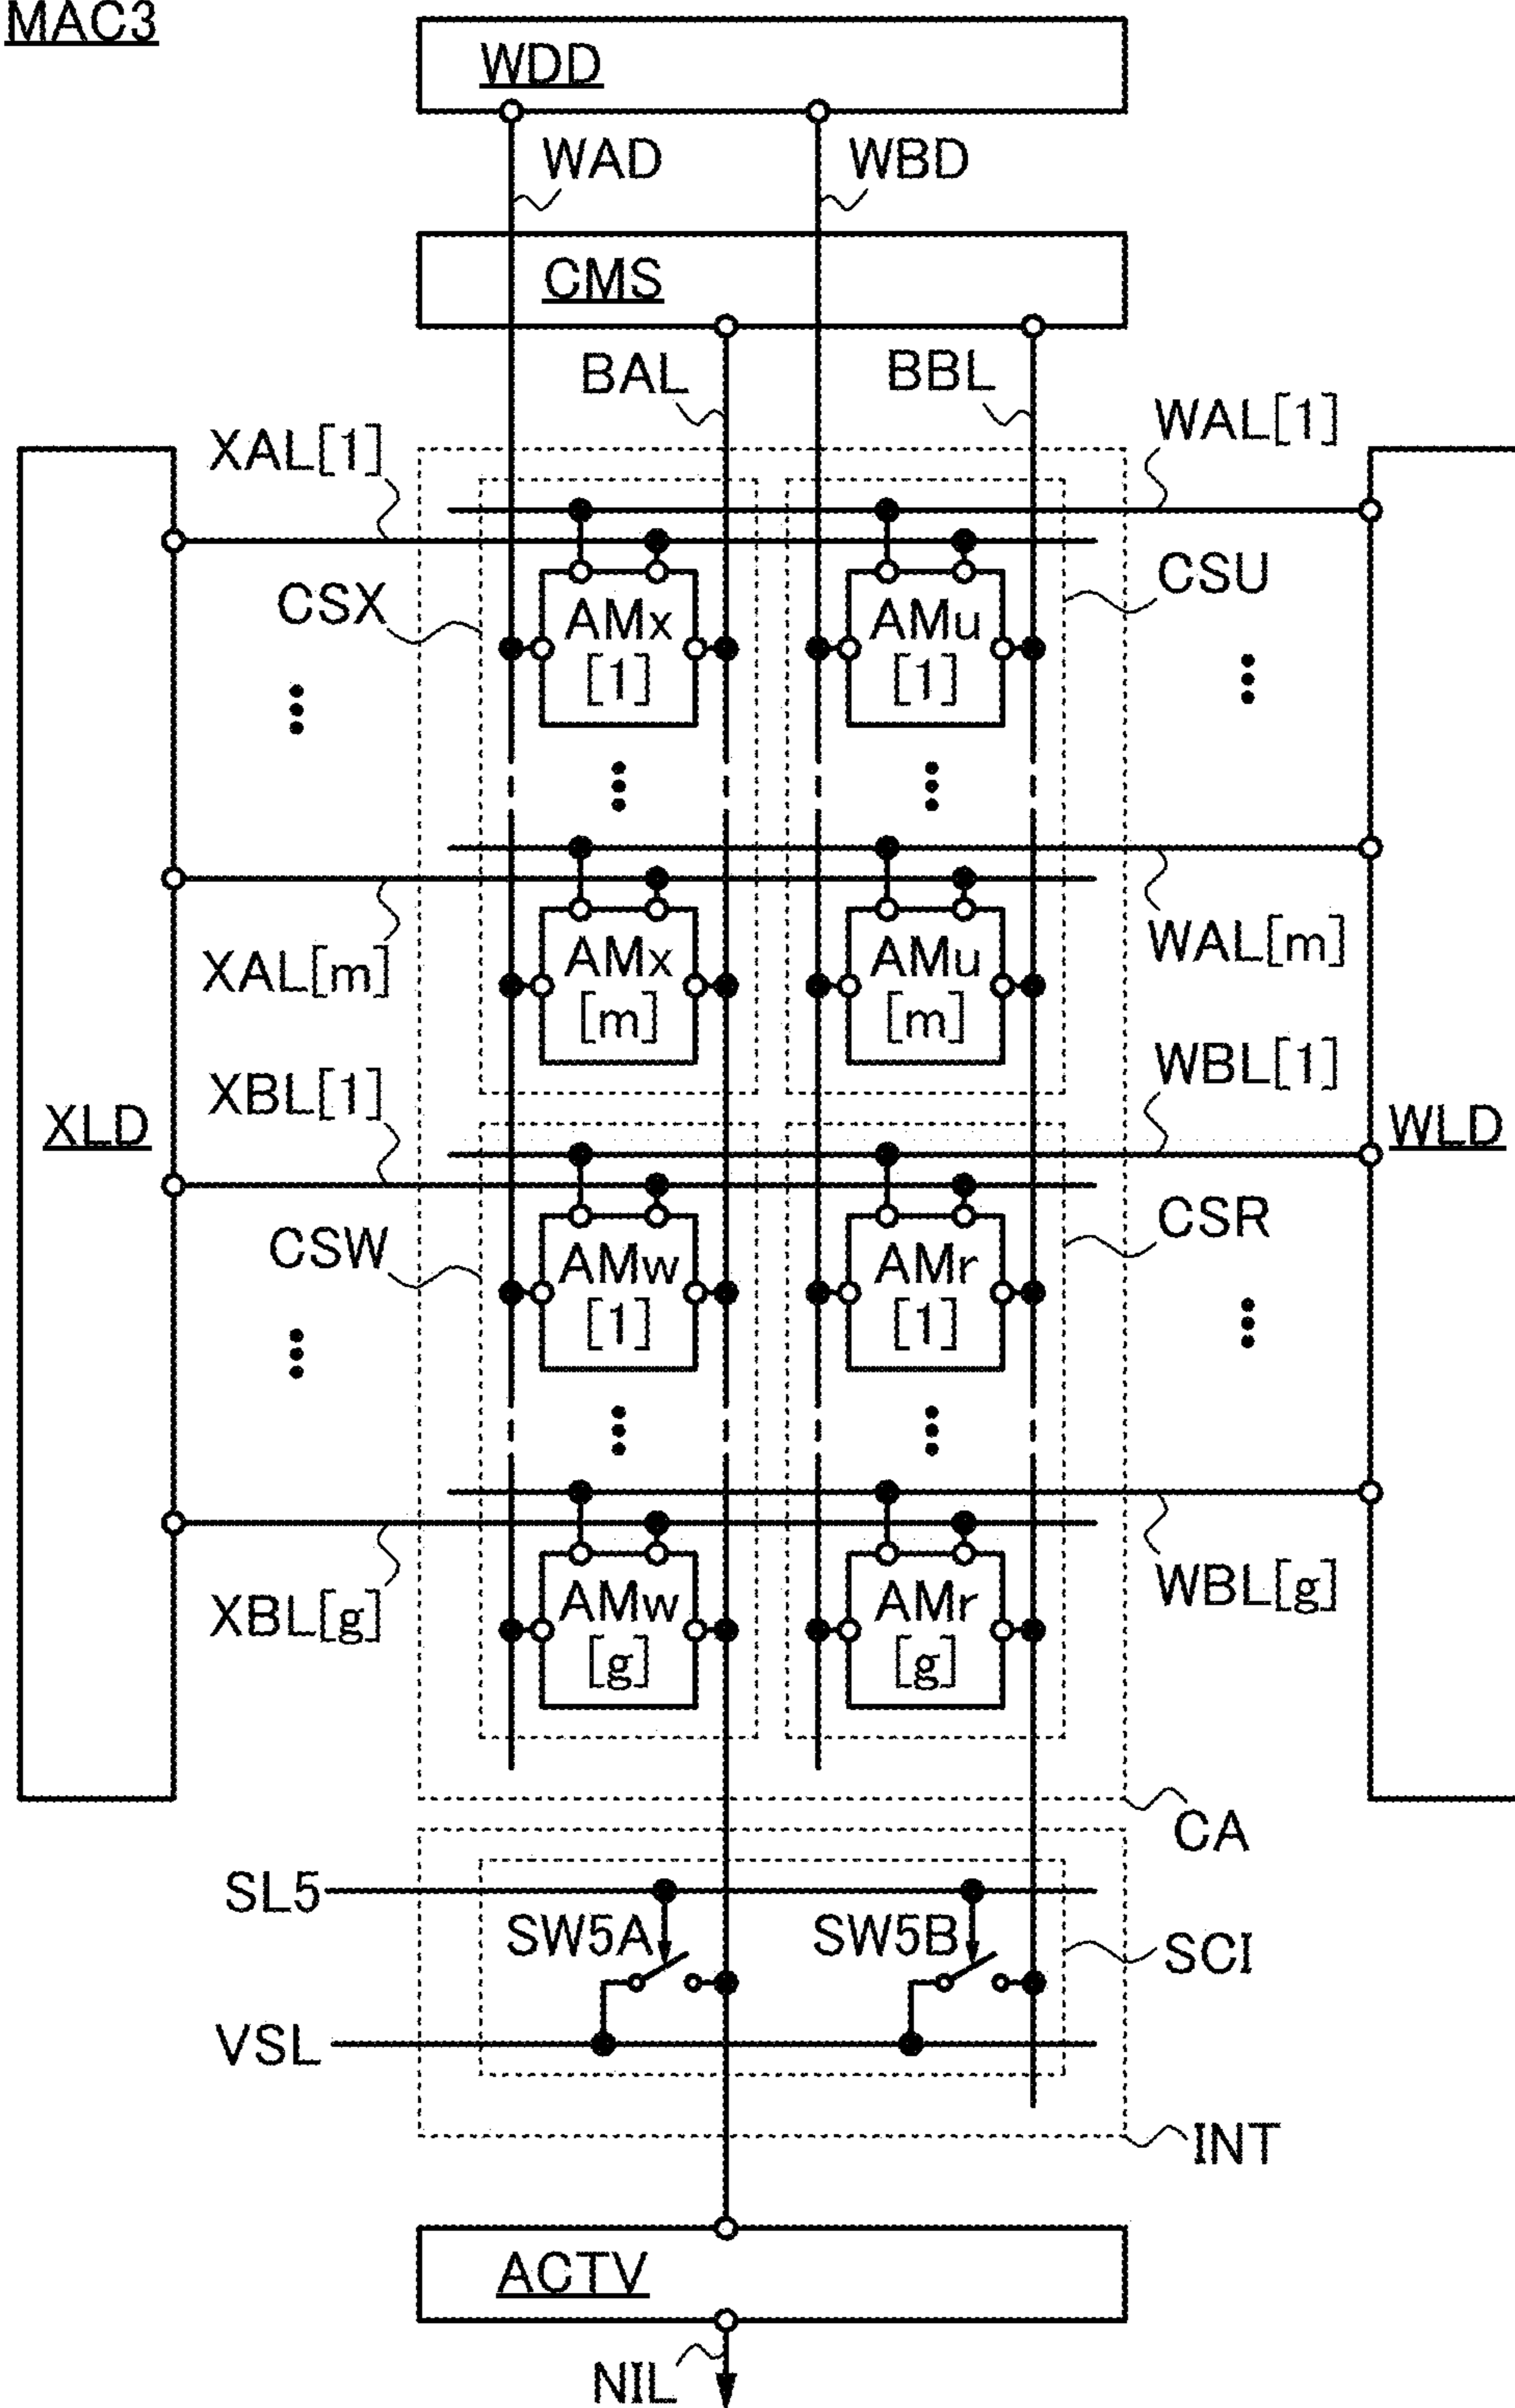 MAC3
WDD
WAD
WBD
CMS
BAL
BBL
XAL[1]
WAL[1]
CSX
AMx
[1]
AMu
[1]
CSU
XAL[m]
AMx
[m]
AMu
[m]
WAL[m]
XBL[1]
WBL[1]
XLD
WLD
CSW
AMw
[1]
AMr
[1]
CSR
XBL[g]
AMw
[g]
AMr
[g]
WBL[g]
CA
SL5
SW5A
SW5B
SCI
VSL
INT
ACTV
NIL